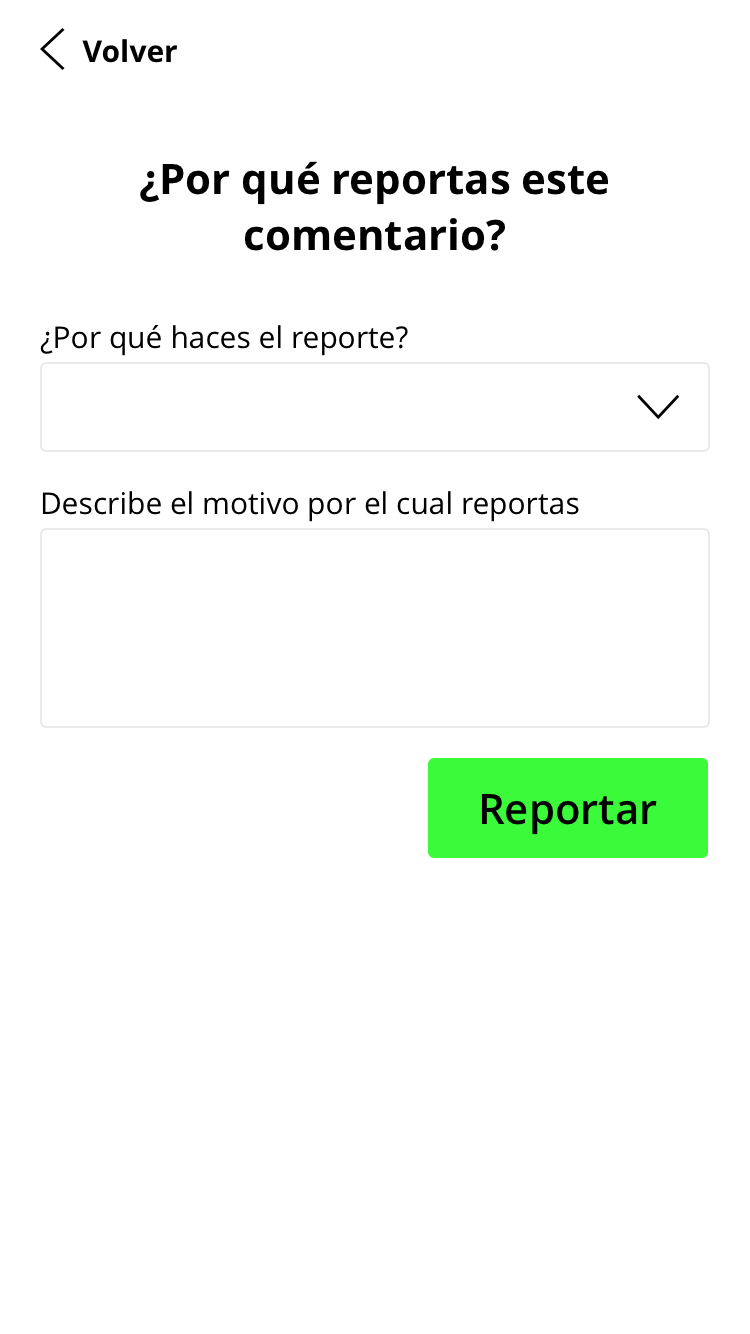 Volver
¿Por qué reportas este
comentario?
¿Por qué haces el reporte?
Describe el motivo por el cual reportas
Reportar